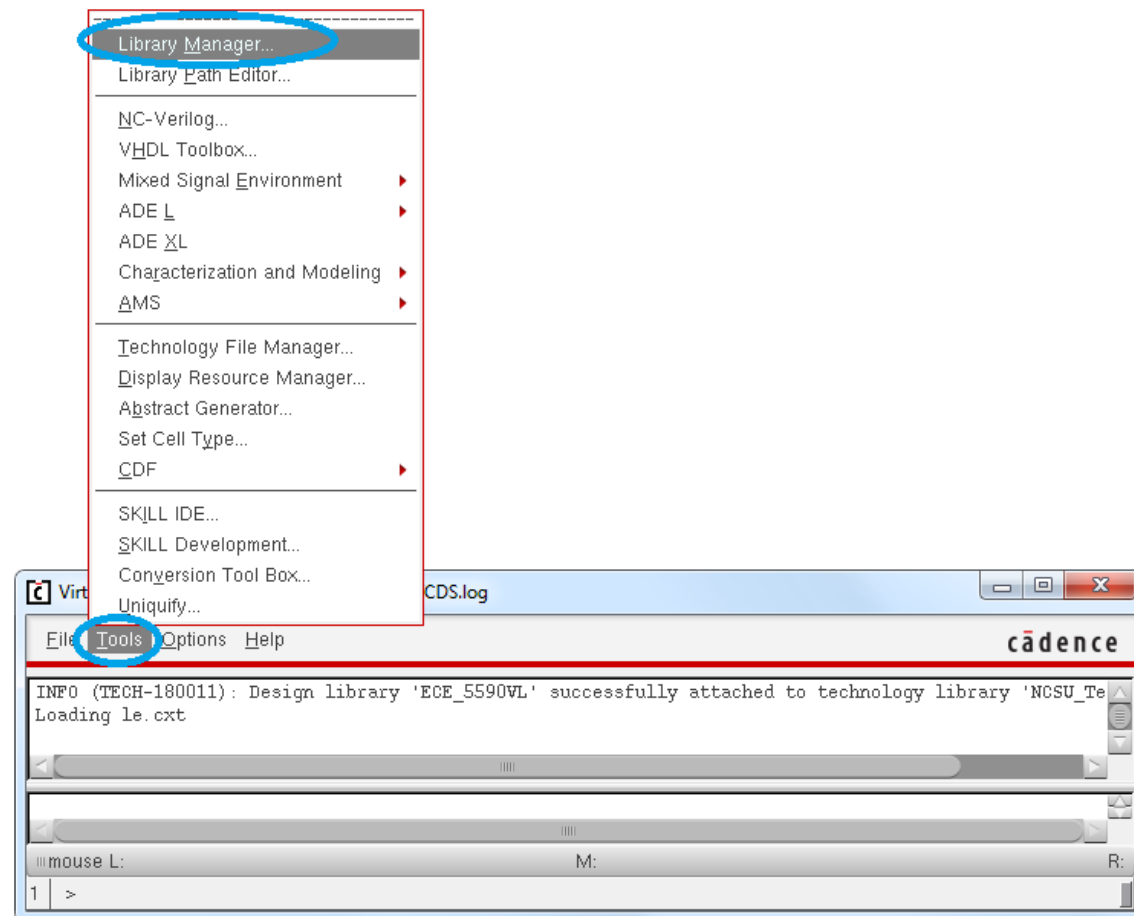 Library Manager...
Library Path Editor...
NC-Verilog...
VHDL Toolbox...
Mixed Signal Environment
ADE L
ADE XL
Characterization and Modeling
AMS
Technology File Manager...
Display Resource Manager...
Abstract Generator...
Set Cell Type...
CDF
SKILL IDE...
SKILL Development...
Conversion Tool Box...
Uniquify...
Virt CDS.log
File Tools Options Help cādence
INFO (TECH-180011): Design library 'ECE_5590VL' successfully attached to technology library 'NCSU_Te
Loading le.cxt
mouse L: M: R:
1 >